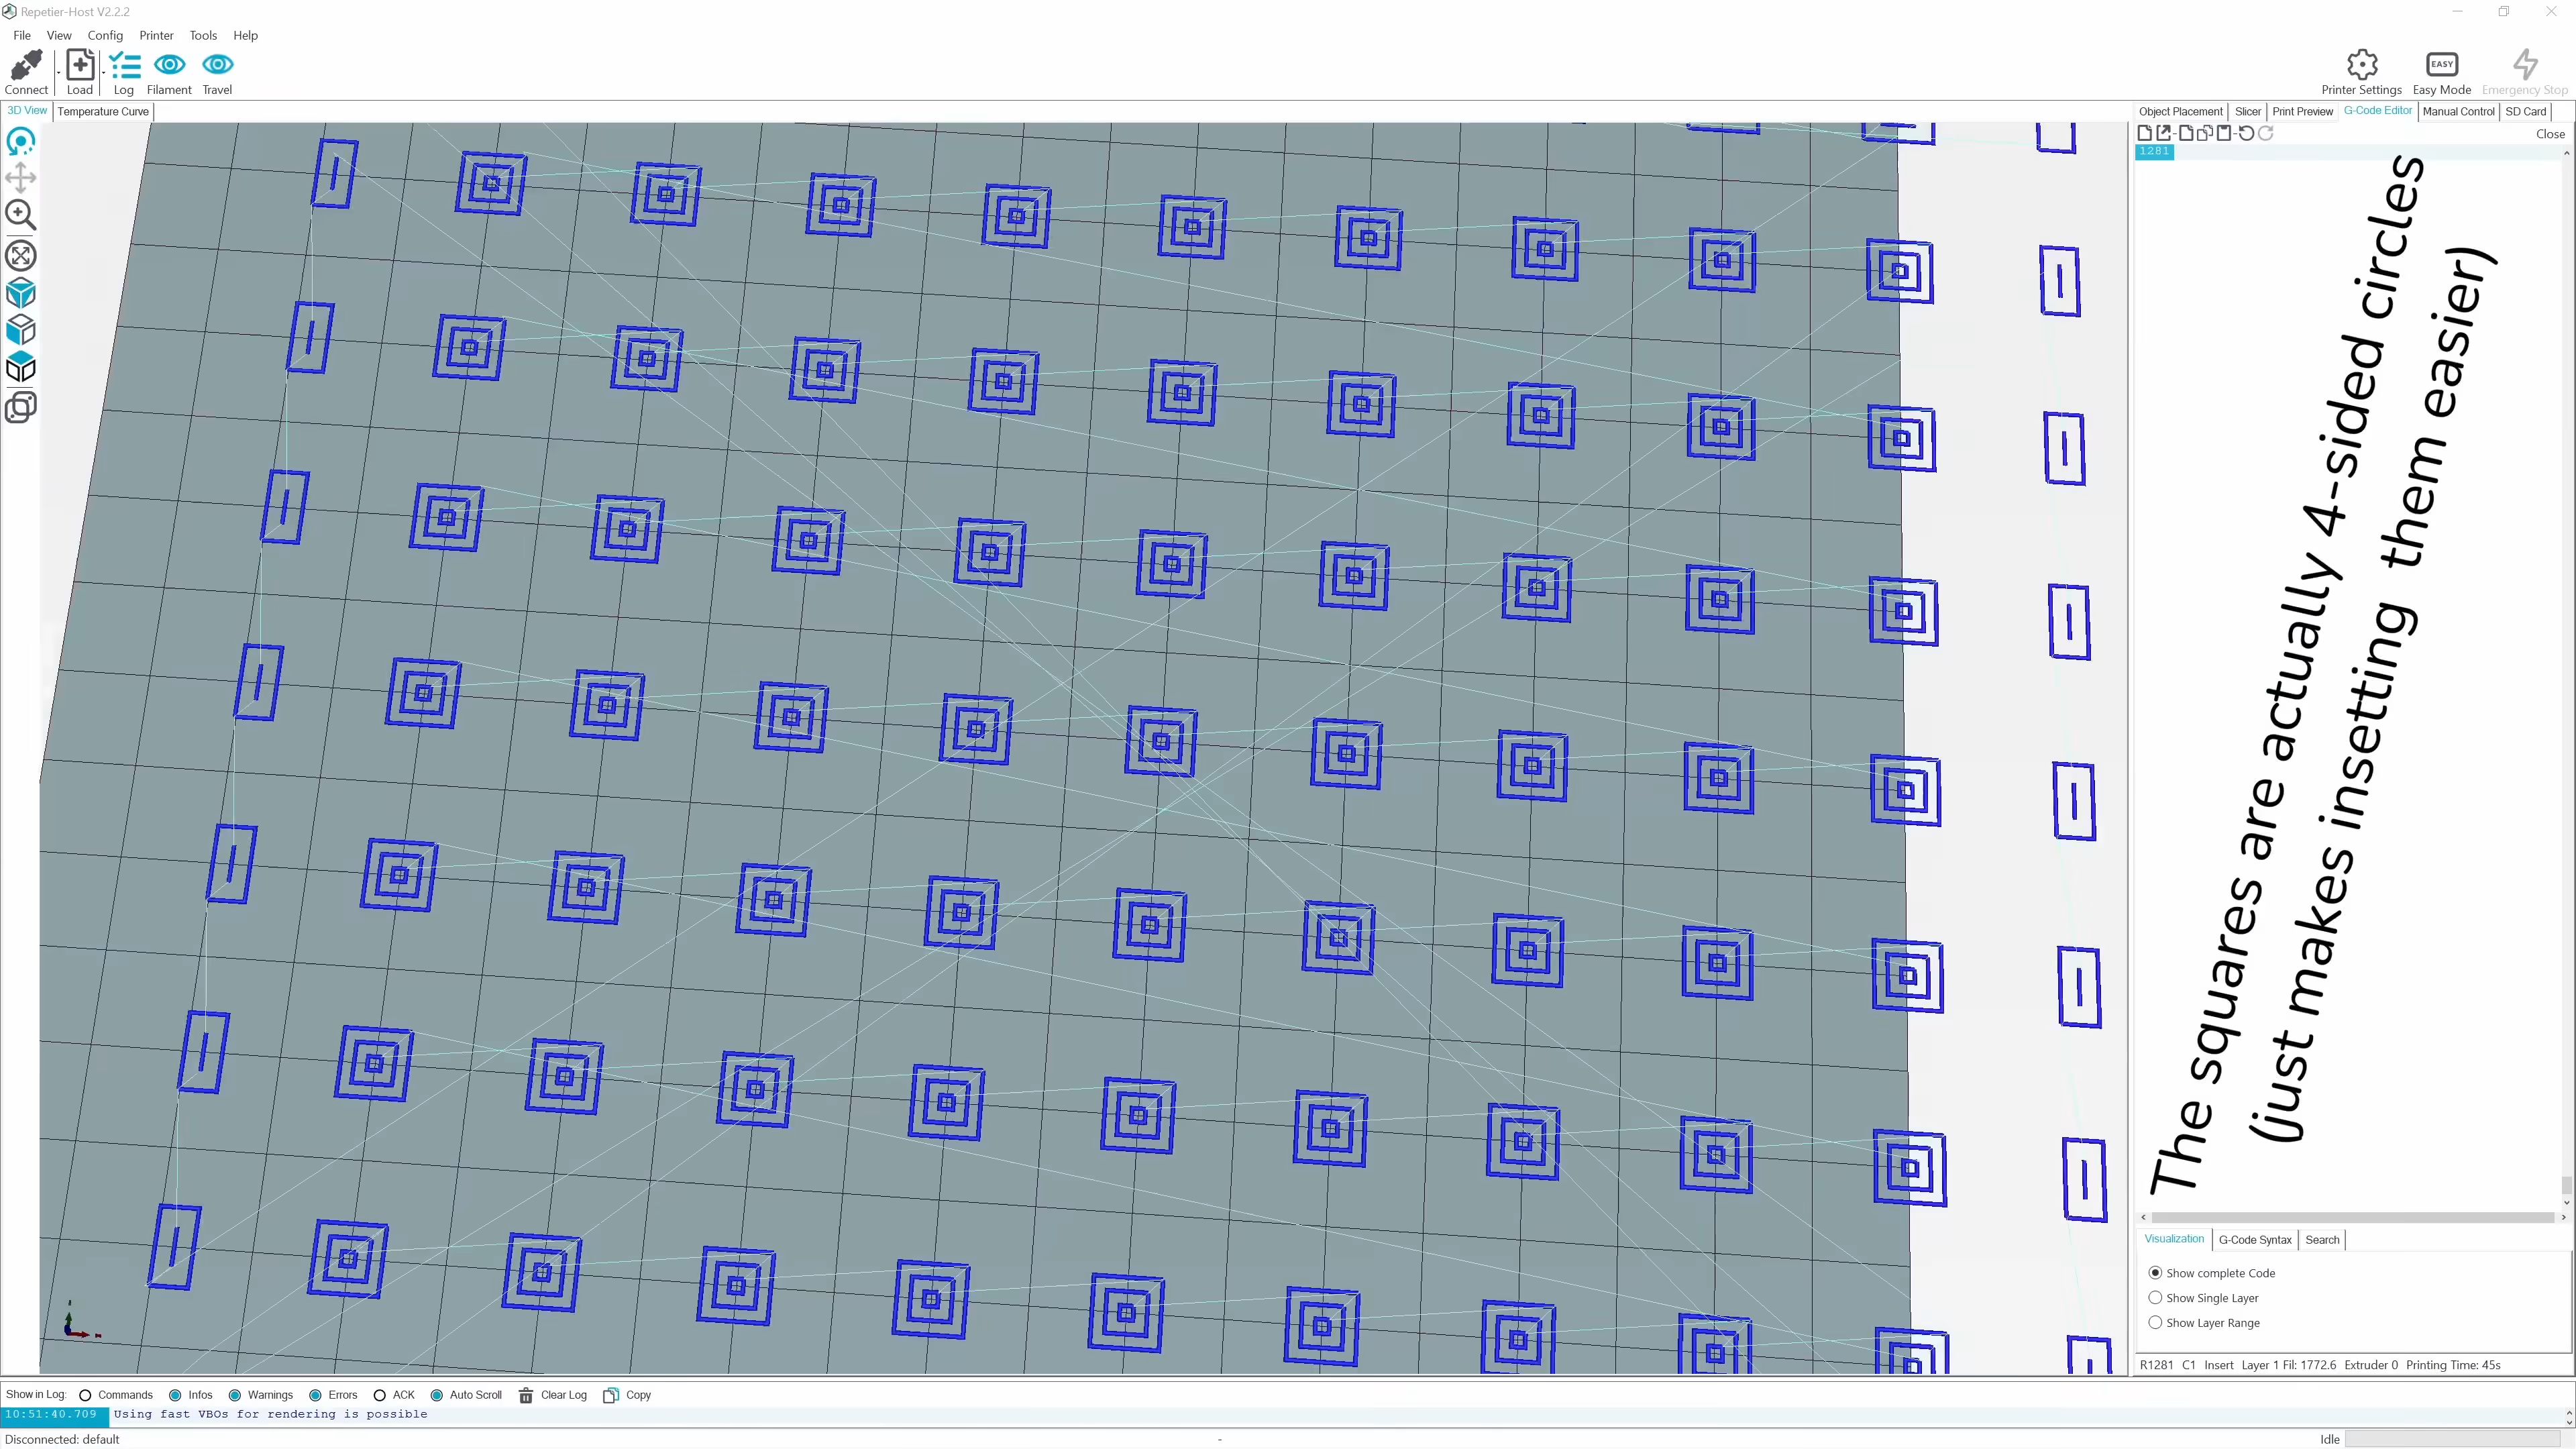 Repetier-Host V2.2.2
File View Config Printer Tools Help
Connect Load Log Filament Travel
EASY
Printer Settings Easy Mode Emergency Stop
3D View Temperature Curve
Object Placement Slicer Print Preview G-Code Editor Manual Control SD Card
Close
1281
The squares are actually 4-sided circles
(just makes insetting them easier)
Visualization G-Code Syntax Search
Show complete Code
Show Single Layer
Show Layer Range
R1281 C1 Insert Layer 1 Fil: 1772.6 Extruder 0 Printing Time: 45s
Show in Log: Commands Infos Warnings Errors ACK Auto Scroll Clear Log Copy
10:51:40.709 Using fast VBOs for rendering is possible
Disconnected: default - Idle